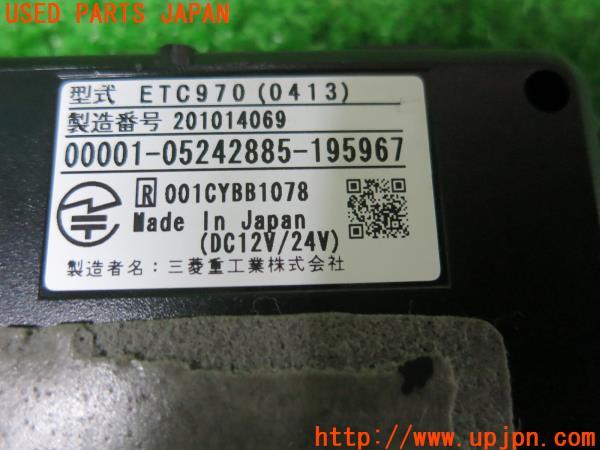 USED PARTS JAPAN
型式 ETC970(0413)
製造番号 201014069
00001-05242885-195967
R 001CYBB1078
Made In Japan
(DC12V/24V)
製造者名：三菱重工業株式会社
http://www.upjpn.com/